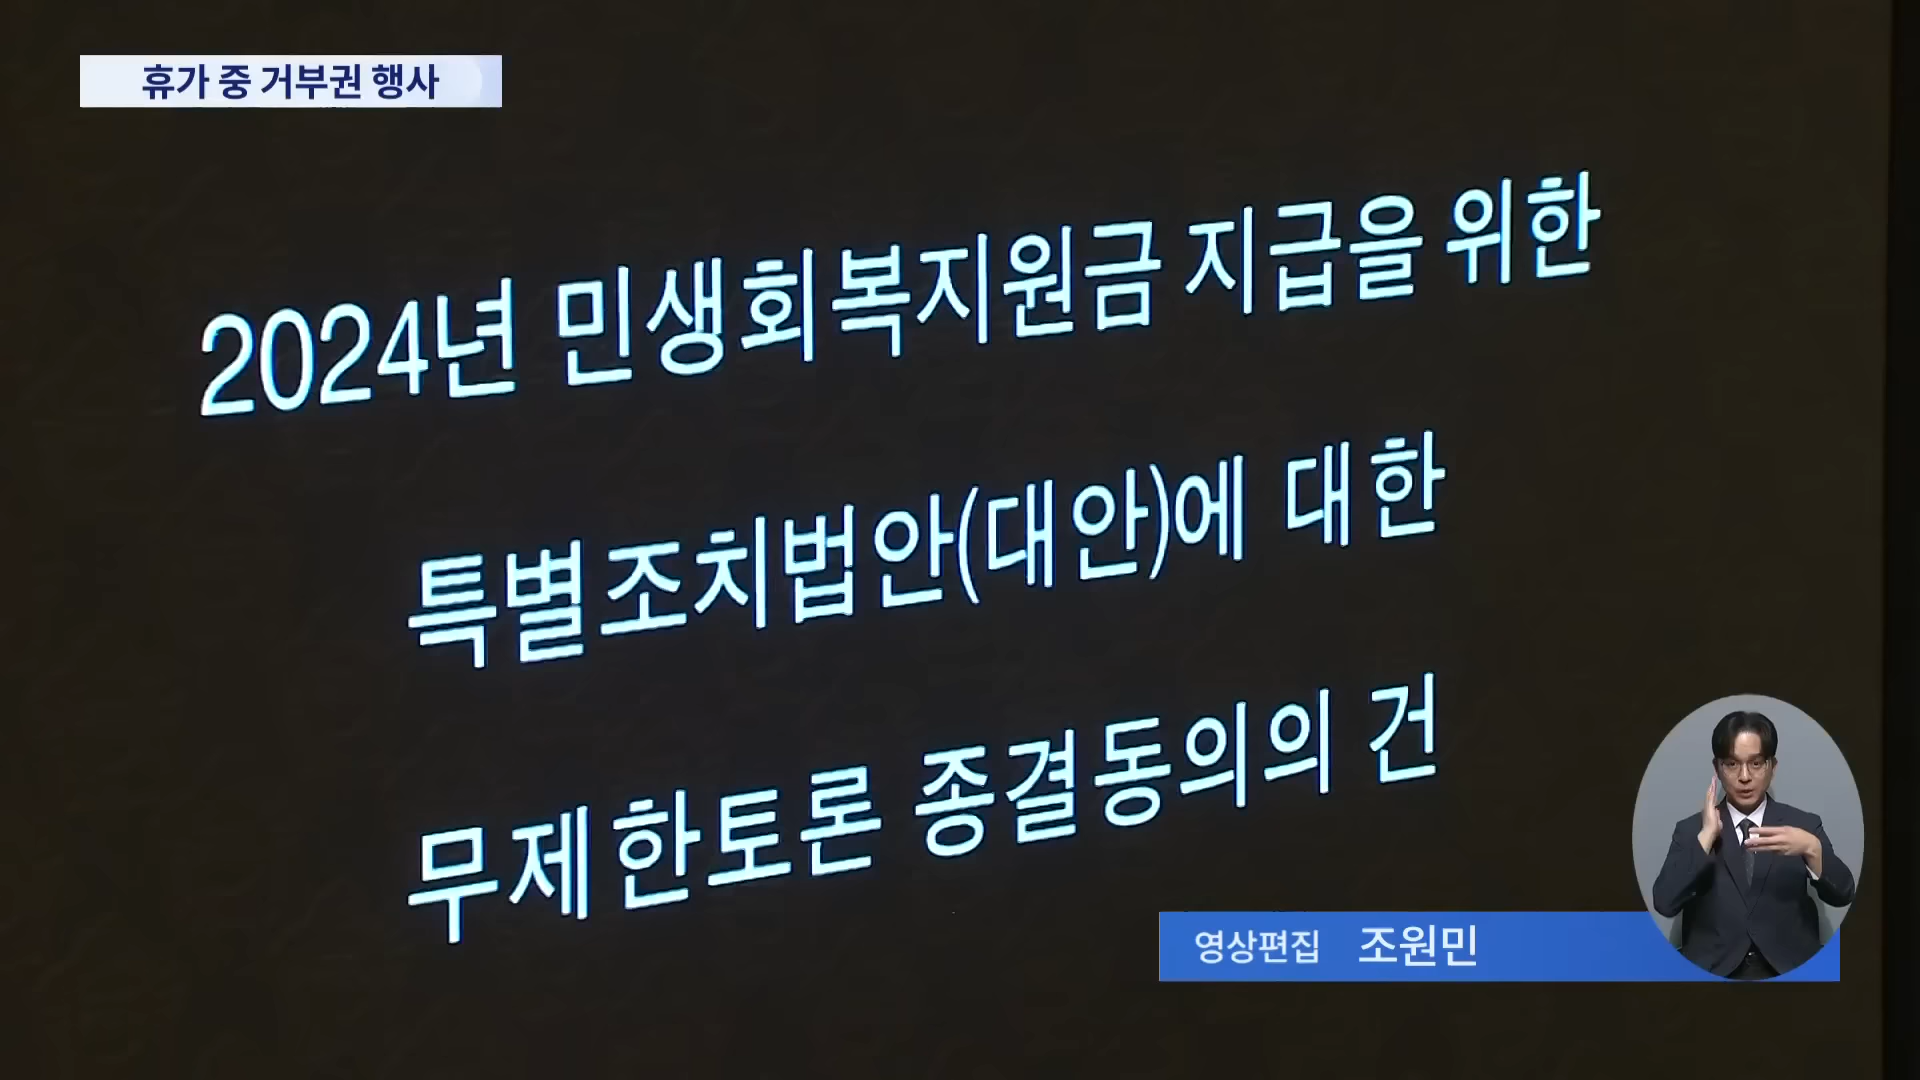 휴가 중 거부권 행사
2024년 민생회복지원금 지급을 위한
특별조치법안(대안)에 대한
무제한토론 종결동의의 건
영상편집 조원민